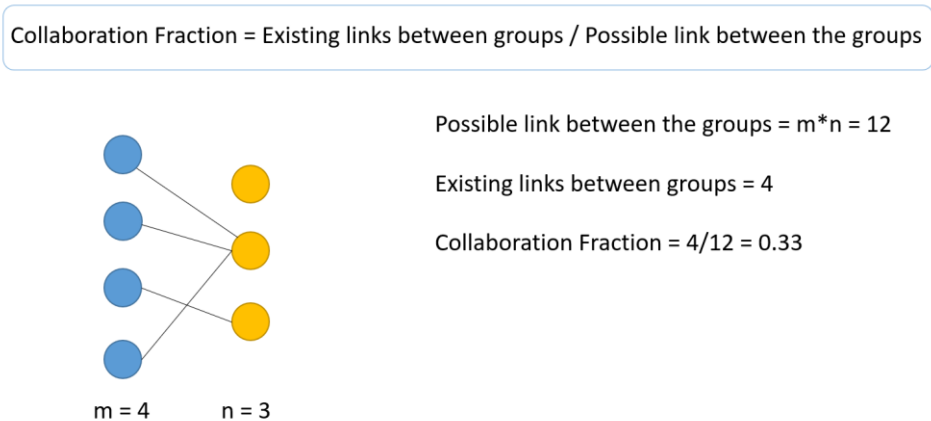 Collaboration Fraction = Existing links between groups / Possible link between the groups
Possible link between the groups = m*n = 12
Existing links between groups = 4
Collaboration Fraction = 4/12 = 0.33
m = 4
n = 3